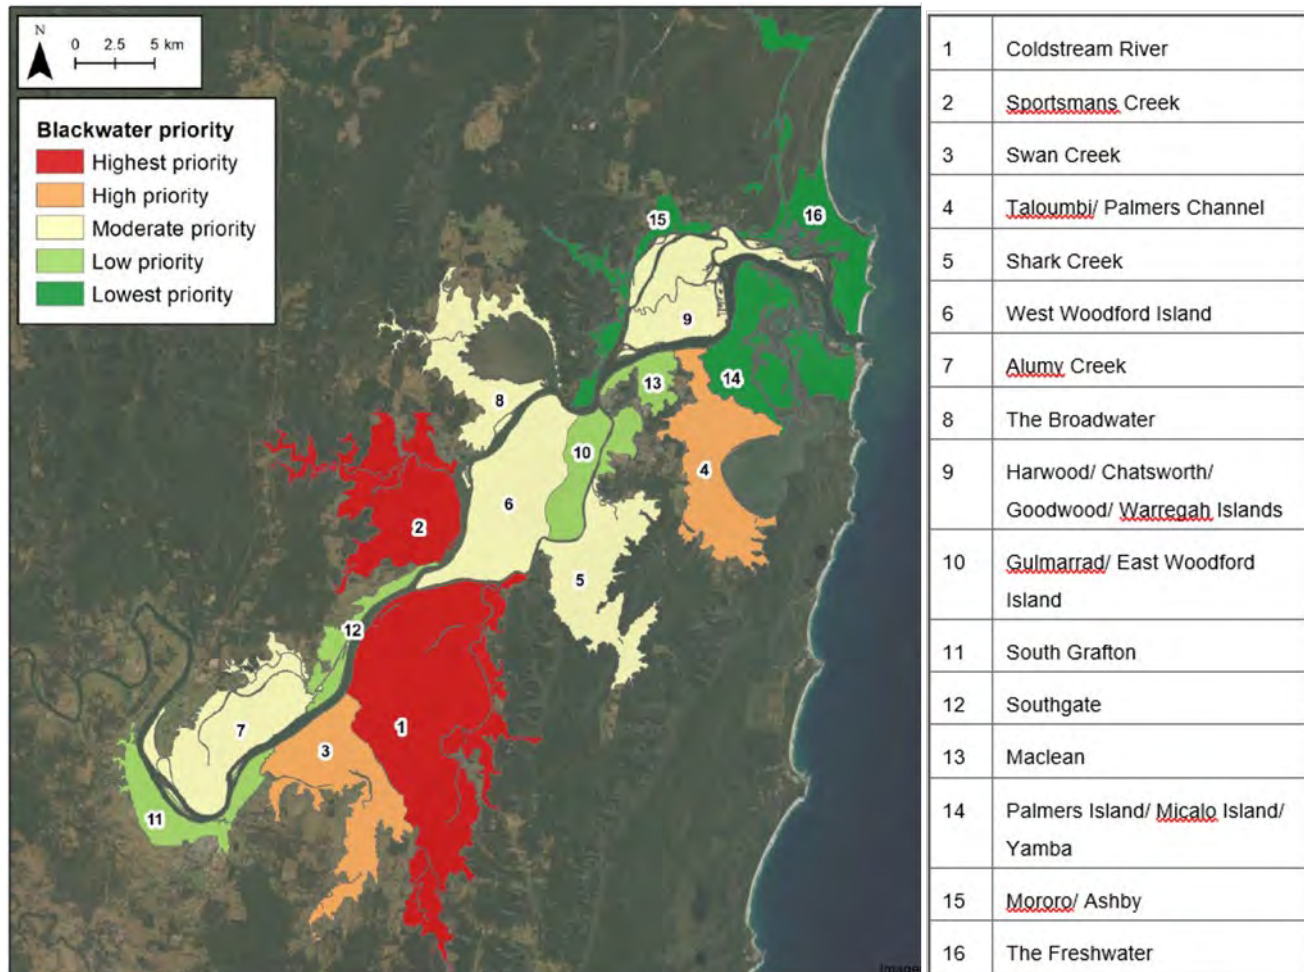 N
0 2.5 5 km
Blackwater priority
Highest priority
High priority
Moderate priority
Low priority
Lowest priority
16
15
9
13
14
8
10
4
6
2
5
12
1
7
3
11
Image
1 Coldstream River
2 Sportsmans Creek
3 Swan Creek
4 Taloumbi/ Palmers Channel
5 Shark Creek
6 West Woodford Island
7 Alumy Creek
8 The Broadwater
9 Harwood/ Chatsworth/
Goodwood/ Warregah Islands
10 Gulmarrad/ East Woodford
Island
11 South Grafton
12 Southgate
13 Maclean
14 Palmers Island/ Micalo Island/
Yamba
15 Mororo/ Ashby
16 The Freshwater